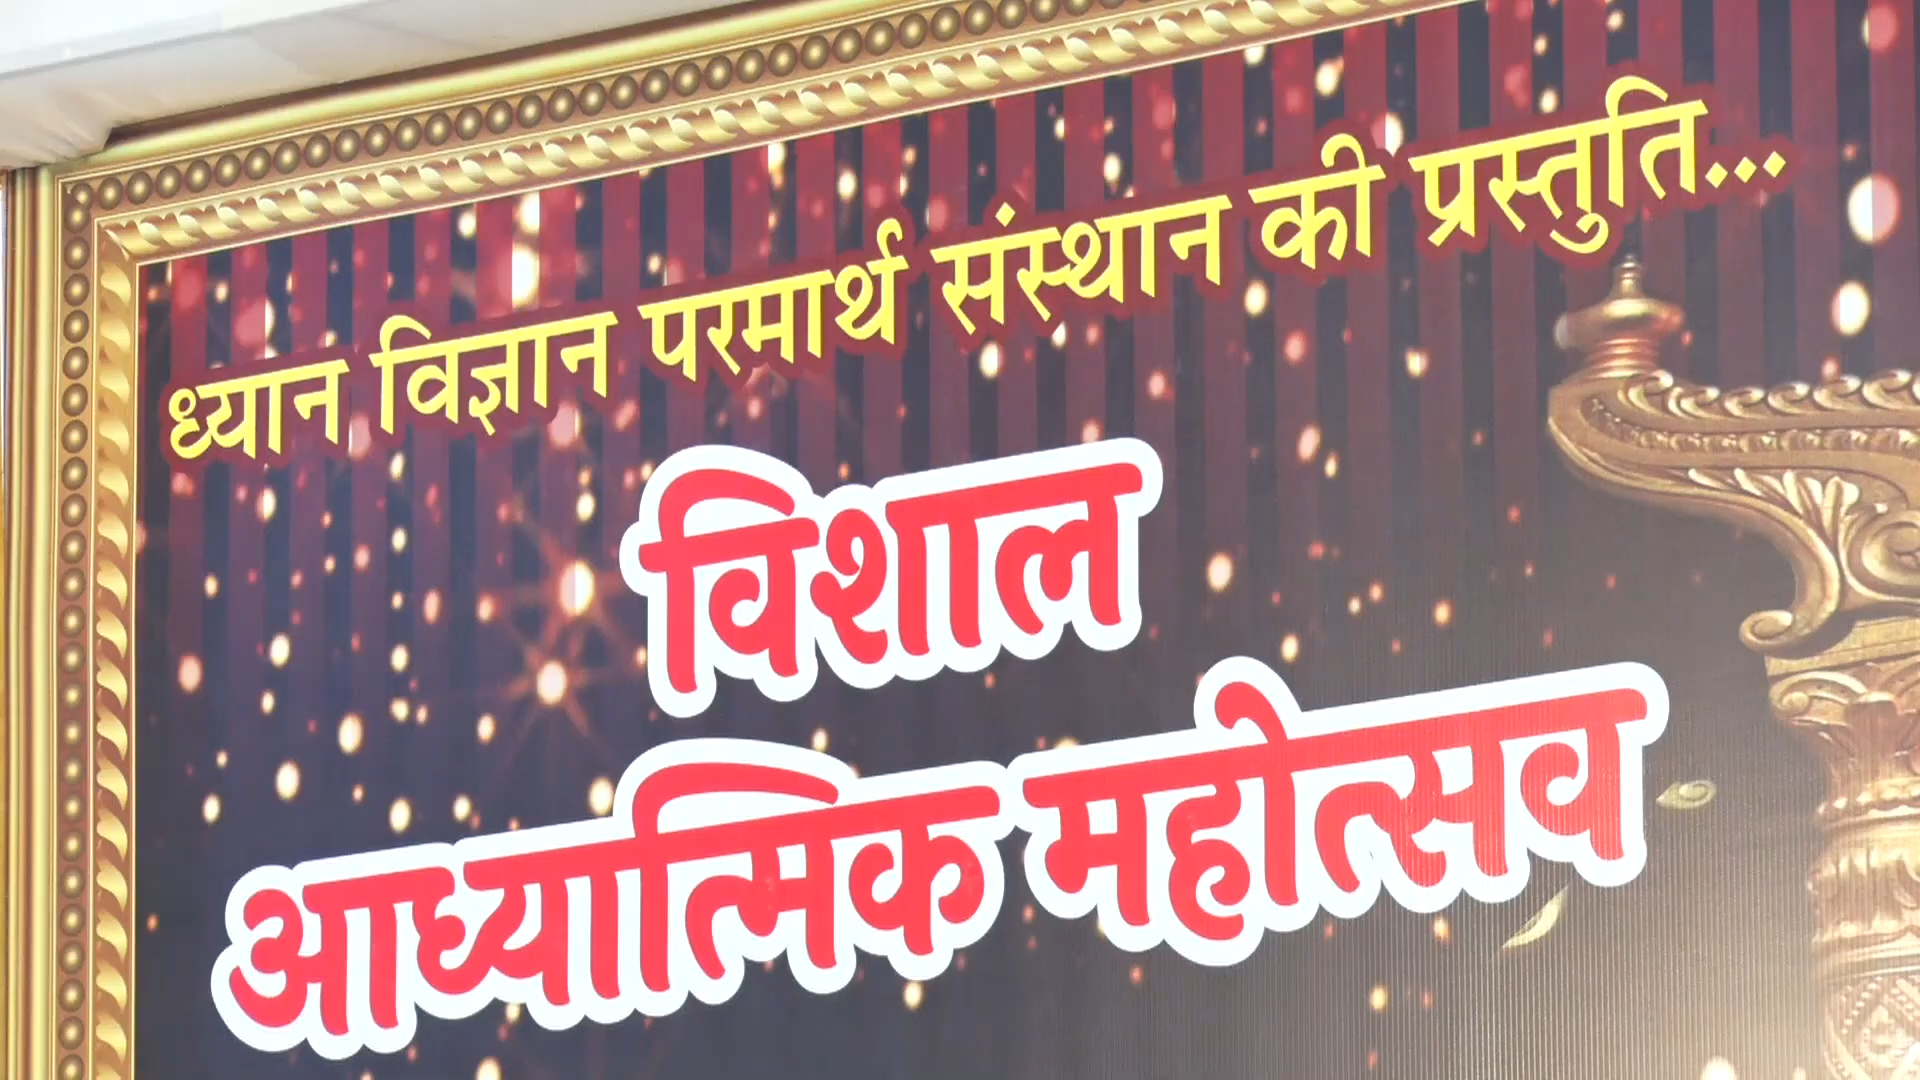 ध्यान विज्ञान परमार्थ संस्थान की प्रस्तुति...
विशाल
आध्यात्मिक महोत्सव